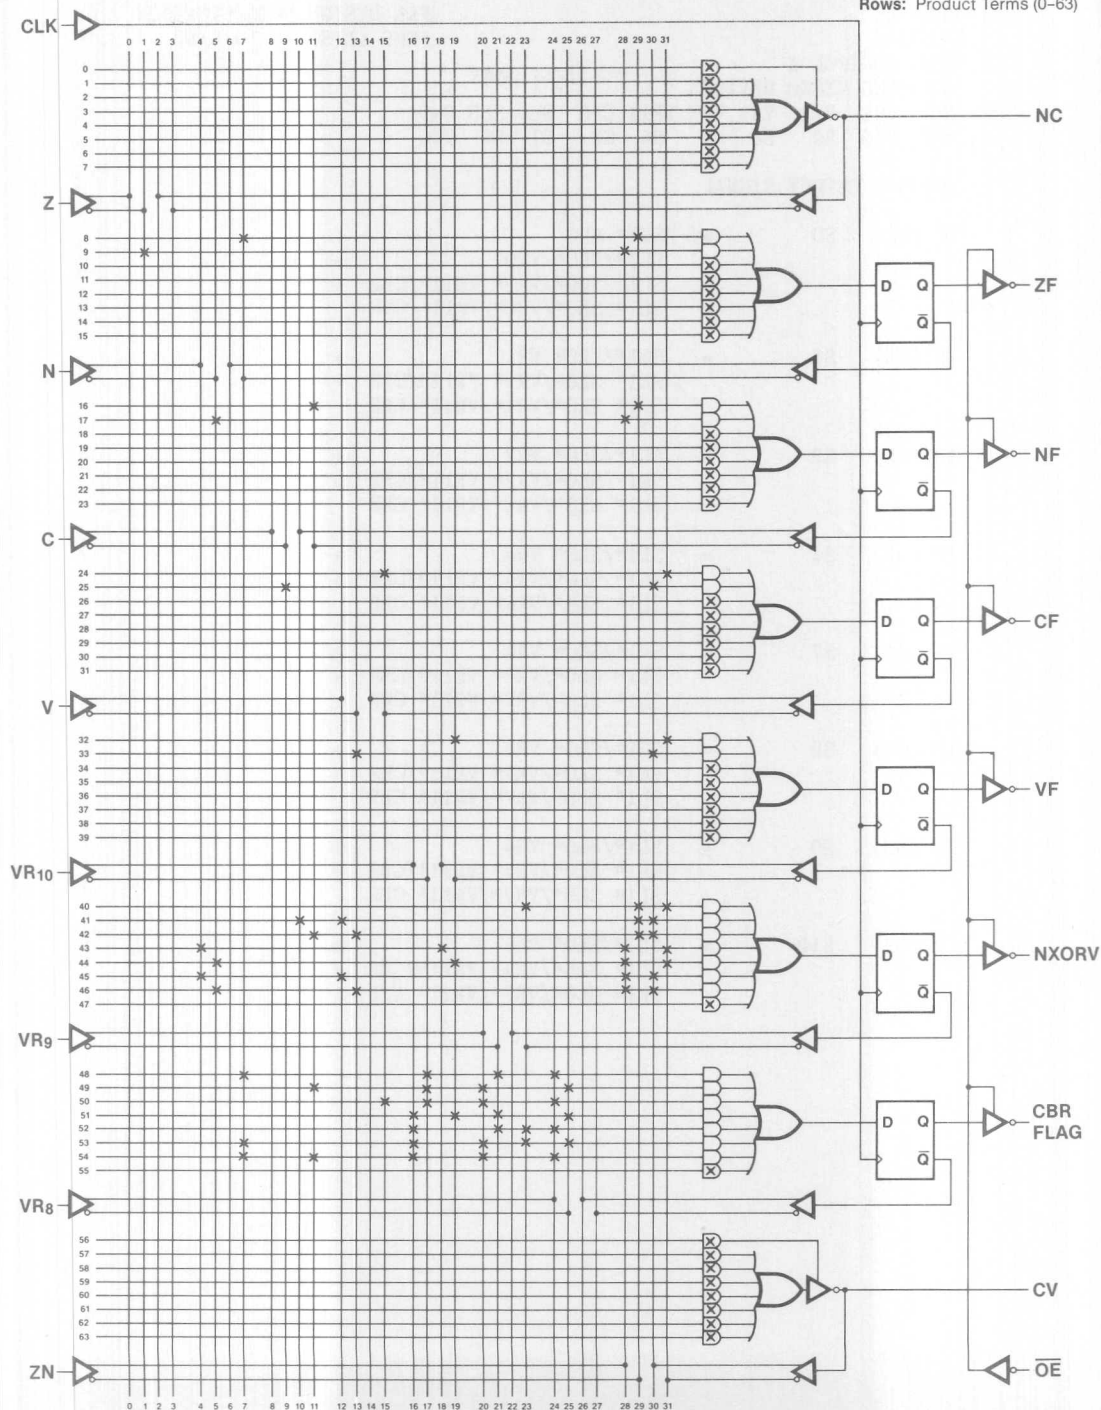 Rows: Product Terms (0–63)
CLK
0 1 2 3 4 5 6 7 8 9 10 11 12 13 14 15 16 17 18 19 20 21 22 23 24 25 26 27 28 29 30 31
0
1
2
3
4
5
6
7
NC
Z
8
9
10
11
12
13
14
15
D Q
Q̅
ZF
N
16
17
18
19
20
21
22
23
D Q
Q̅
NF
C
24
25
26
27
28
29
30
31
D Q
Q̅
CF
V
32
33
34
35
36
37
38
39
D Q
Q̅
VF
VR10
40
41
42
43
44
45
46
47
D Q
Q̅
NXORV
VR9
48
49
50
51
52
53
54
55
D Q
Q̅
CBR
FLAG
VR8
56
57
58
59
60
61
62
63
CV
ZN
O̅E̅
0 1 2 3 4 5 6 7 8 9 10 11 12 13 14 15 16 17 18 19 20 21 22 23 24 25 26 27 28 29 30 31